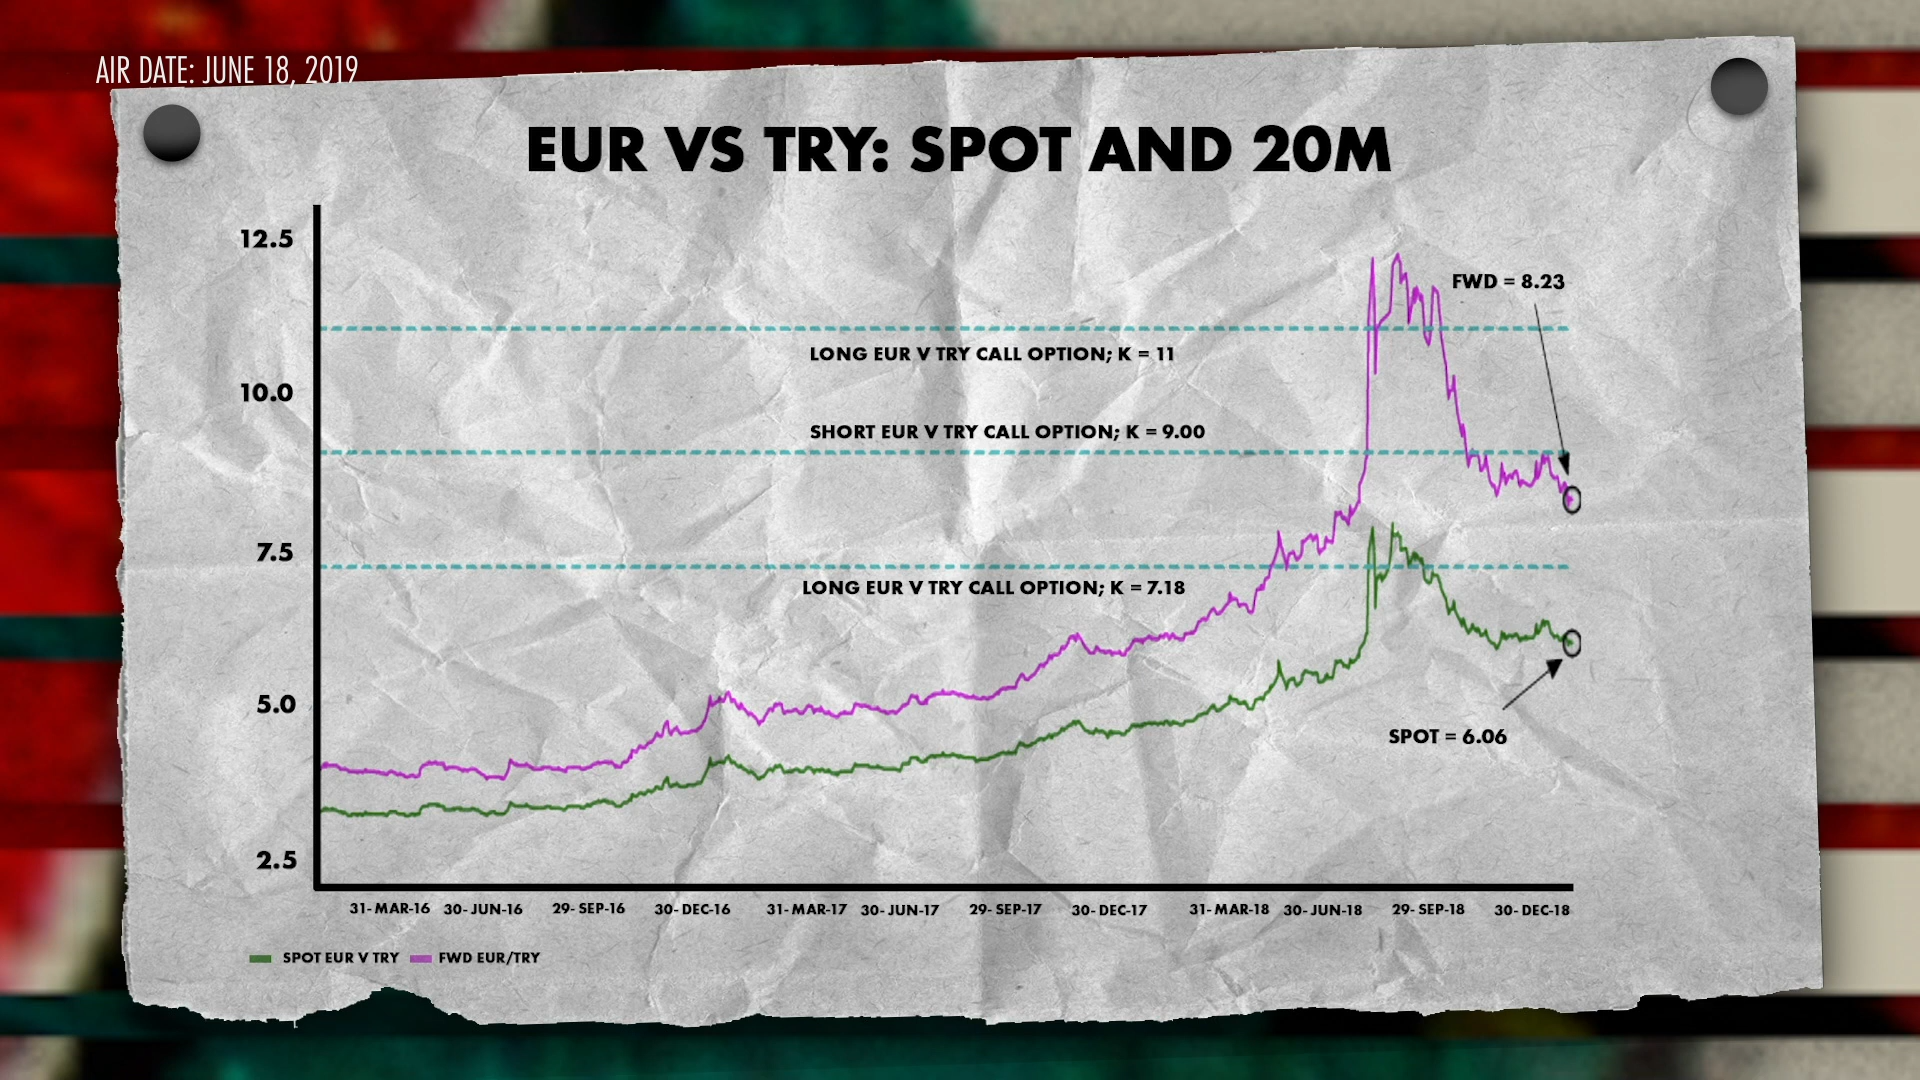 AIR DATE: JUNE 18, 2019
EUR VS TRY: SPOT AND 20M
12.5
FWD = 8.23
LONG EUR V TRY CALL OPTION; K = 11
10.0
SHORT EUR V TRY CALL OPTION; K = 9.00
7.5
LONG EUR V TRY CALL OPTION; K = 7.18
5.0
SPOT = 6.06
2.5
31-MAR-16 30-JUN-16 29-SEP-16 30-DEC-16 31-MAR-17 30-JUN-17 29-SEP-17 30-DEC-17 31-MAR-18 30-JUN-18 29-SEP-18 30-DEC-18
SPOT EUR V TRY FWD EUR/TRY